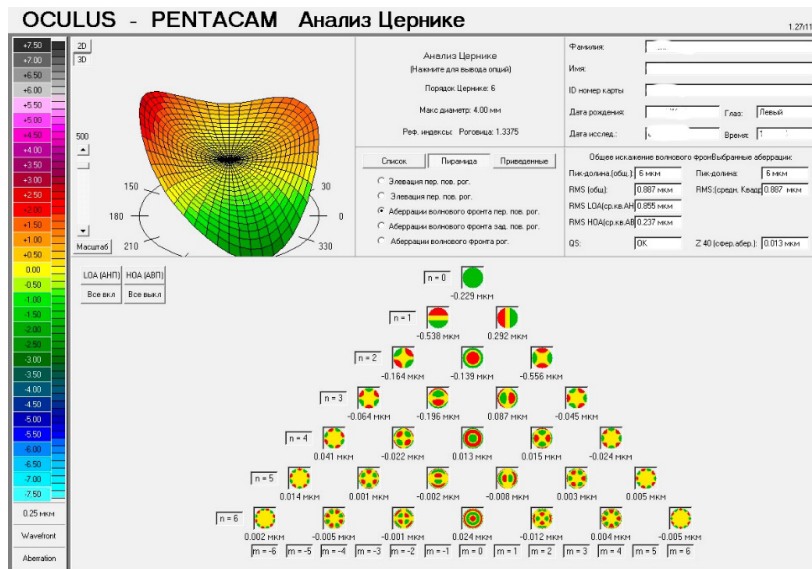 OCULUS - PENTACAM Анализ Цернике
1.27/11
+7.50
+7.00
+6.50
+6.00
+5.50
+5.00
+4.50
+4.00
+3.50
+3.00
+2.50
+2.00
+1.50
+1.00
+0.50
0.00
-0.50
-1.00
-1.50
-2.00
-2.50
-3.00
-3.50
-4.00
-4.50
-5.00
-5.50
-6.00
-6.50
-7.00
-7.50
0.25 мкм
Wavefront
Aberration
2D
3D
500
Масштаб
150
180
210
30
0
330
Анализ Цернике
(Нажмите для вывода опций)
Порядок Цернике: 6
Макс диаметр: 4.00 мм
Реф. индексы: Роговица: 1.3375
Фамилия:
Имя:
ID номер карты
Дата рождения: Глаз: Левый
Дата исслед.: Время: 1
Список Пирамида Приведенные
Элевация пер. пов. рог.
Элевация пер. пов. рог.
Аберрации волнового фронта пер. пов. рог.
Аберрации волнового фронта зад. пов. рог.
Аберрации волнового фронта рог.
Общее искажение волнового фронВыбранные аберрации:
Пик-долина.(общ.): 6 мкм Пик-долина: 6 мкм
RMS (общ): 0.887 мкм RMS:(средн. Квадр 0.887 мкм
RMS LOA(ср.кв.АН 0.855 мкм
RMS HOA(ср.кв.АВ 0.237 мкм
QS: OK Z 40 (сфер.абер.): 0.013 мкм
LOA (АНП) HOA (АВП)
Все вкл Все выкл
n = 0
-0.229 мкм
n = 1
-0.538 мкм 0.292 мкм
n = 2
-0.164 мкм -0.139 мкм -0.556 мкм
n = 3
-0.064 мкм -0.196 мкм 0.087 мкм -0.045 мкм
n = 4
0.041 мкм -0.022 мкм 0.013 мкм 0.015 мкм -0.024 мкм
n = 5
0.014 мкм 0.001 мкм -0.002 мкм -0.008 мкм 0.003 мкм 0.005 мкм
n = 6
0.002 мкм -0.005 мкм -0.001 мкм 0.024 мкм -0.012 мкм 0.004 мкм -0.005 мкм
m = -6 m = -5 m = -4 m = -3 m = -2 m = -1 m = 0 m = 1 m = 2 m = 3 m = 4 m = 5 m = 6